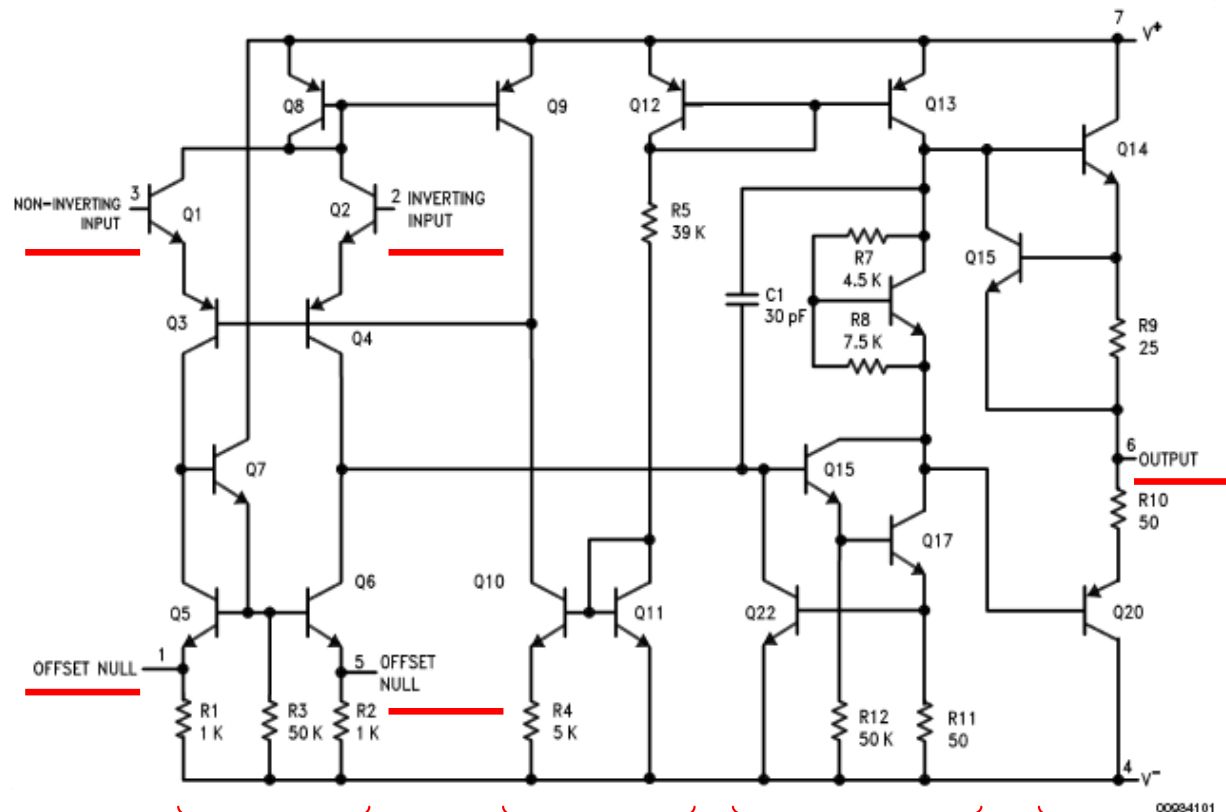 7
V+
Q8
Q9
Q12
Q13
Q14
3
NON-INVERTING
INPUT
Q1
Q2
2 INVERTING
INPUT
R5
39 K
R7
4.5 K
Q15
C1
30 pF
R8
7.5 K
R9
25
Q3
Q4
Q7
Q15
6
OUTPUT
R10
50
Q17
Q5
Q6
Q10
Q11
Q22
Q20
1
OFFSET NULL
5 OFFSET
NULL
R1
1 K
R3
50 K
R2
1 K
R4
5 K
R12
50 K
R11
50
4
V-
00984101